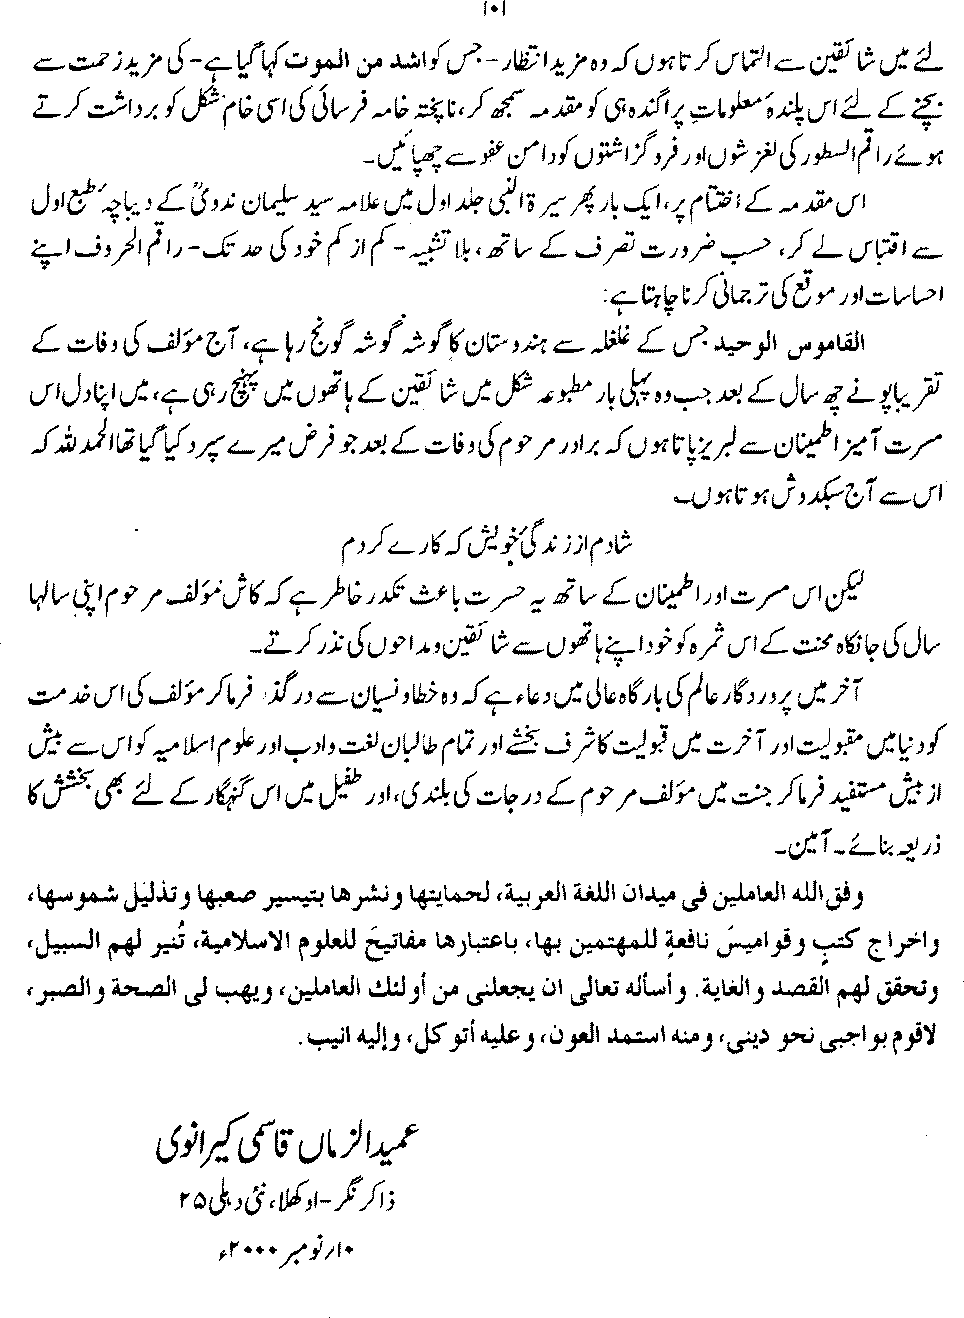 ۱۰۱
لئے میں شائقین سے التماس کرتا ہوں کہ وہ مزید انتظار - جس کو اشد من الموت کہا گیا ہے - کی مزید زحمت سے
بچنے کے لئے اس پلندہٴ معلوماتِ پراگندہ ہی کو مقدمہ سمجھ کر، ناپختہ خامہ فرسائی کی اسی خام شکل کو برداشت کرتے
ہوئے راقم السطور کی لغزشوں اور فروگزاشتوں کو دامن عفو سے چھپائیں۔
اس مقدمہ کے اختتام پر، ایک بار پھر سیرۃ النبی جلد اول میں علامہ سید سلیمان ندویؒ کے دیباچہٴ طبع اول
سے اقتباس لے کر، حسب ضرورت تصرف کے ساتھ، بلا تشبیہ - کم از کم خود کی حد تک - راقم الحروف اپنے
احساسات اور موقع کی ترجمانی کرنا چاہتا ہے:
القاموس الوحید جس کے غلغلہ سے ہندوستان کا گوشہ گوشہ گونج رہا ہے، آج مؤلف کی وفات کے
تقریبا پونے چھ سال کے بعد جب وہ پہلی بار مطبوعہ شکل میں شائقین کے ہاتھوں میں پہنچ رہی ہے، میں اپنا دل اس
مسرت آمیز اطمینان سے لبریز پاتا ہوں کہ برادر مرحوم کی وفات کے بعد جو فرض میرے سپرد کیا گیا تھا الحمد للہ کہ
اس سے آج سبکدوش ہوتا ہوں۔
شادم از زندگیٴ خویش کہ کارے کردم
لیکن اس مسرت اور اطمینان کے ساتھ یہ حسرت باعث تکدر خاطر ہے کہ کاش مؤلف مرحوم اپنی سالہا
سال کی جانکاہ محنت کے اس ثمرہ کو خود اپنے ہاتھوں سے شائقین و مداحوں کی نذر کرتے۔
آخر میں پروردگار عالم کی بارگاہ عالی میں دعاء ہے کہ وہ خطا و نسیان سے درگذر فرما کر مؤلف کی اس خدمت
کو دنیا میں مقبولیت اور آخرت میں قبولیت کا شرف بخشے اور تمام طالبان لغت و ادب اور علوم اسلامیہ کو اس سے بیش
از بیش مستفید فرما کر جنت میں مؤلف مرحوم کے درجات کی بلندی، اور طفیل میں اس گنہگار کے لئے بھی بخشش کا
ذریعہ بنائے۔ آمین۔
وفق الله العاملين فى ميدان اللغة العربية، لحمايتها ونشرها بتيسير صعبها وتذليل شموسها،
واخراج كتبٍ وقواميسَ نافعةٍ للمهتمين بها، باعتبارها مفاتيحَ للعلوم الاسلامية، تُنير لهم السبيل،
وتحقق لهم القصد والغاية. وأسأله تعالى ان يجعلنى من أولئك العاملين، ويهب لى الصحة والصبر،
لاقوم بواجبى نحو دينى، ومنه استمد العون، وعليه أتوكل، وإليه انيب.
عمید الزماں قاسمی کیرانوی
ذاکر نگر - اوکھلا، نئی دہلی ۲۵
۱۰/ نومبر ۲۰۰۰ء